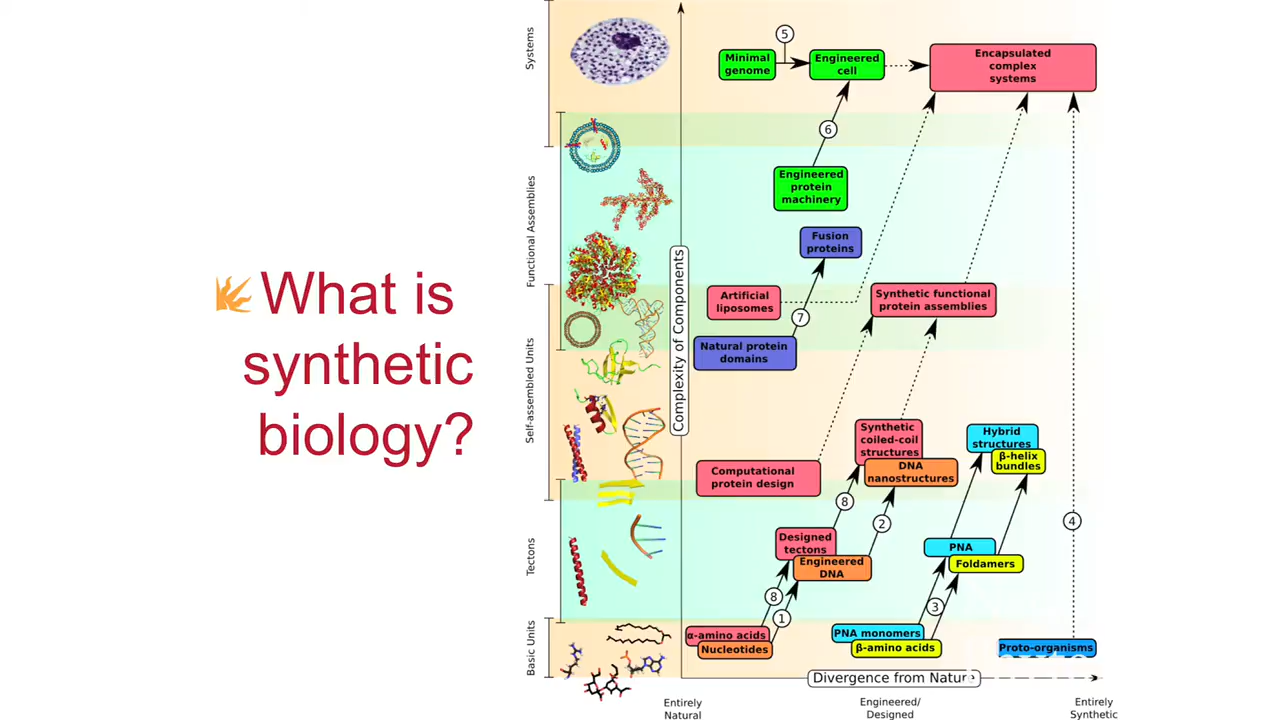 What is
synthetic
biology?
Systems
Functional Assemblies
Self-assembled Units
Tectons
Basic Units
Complexity of Components
5
Minimal
genome
Engineered
cell
Encapsulated
complex
systems
6
Engineered
protein
machinery
Fusion
proteins
Artificial
liposomes
Synthetic functional
protein assemblies
7
Natural protein
domains
Synthetic
coiled-coil
structures
Hybrid
structures
β-helix
bundles
Computational
protein design
DNA
nanostructures
8
2
4
Designed
tectons
Engineered
DNA
PNA
Foldamers
8
1
3
α-amino acids
Nucleotides
PNA monomers
β-amino acids
Proto-organisms
Divergence from Nature
Entirely
Natural
Engineered/
Designed
Entirely
Synthetic